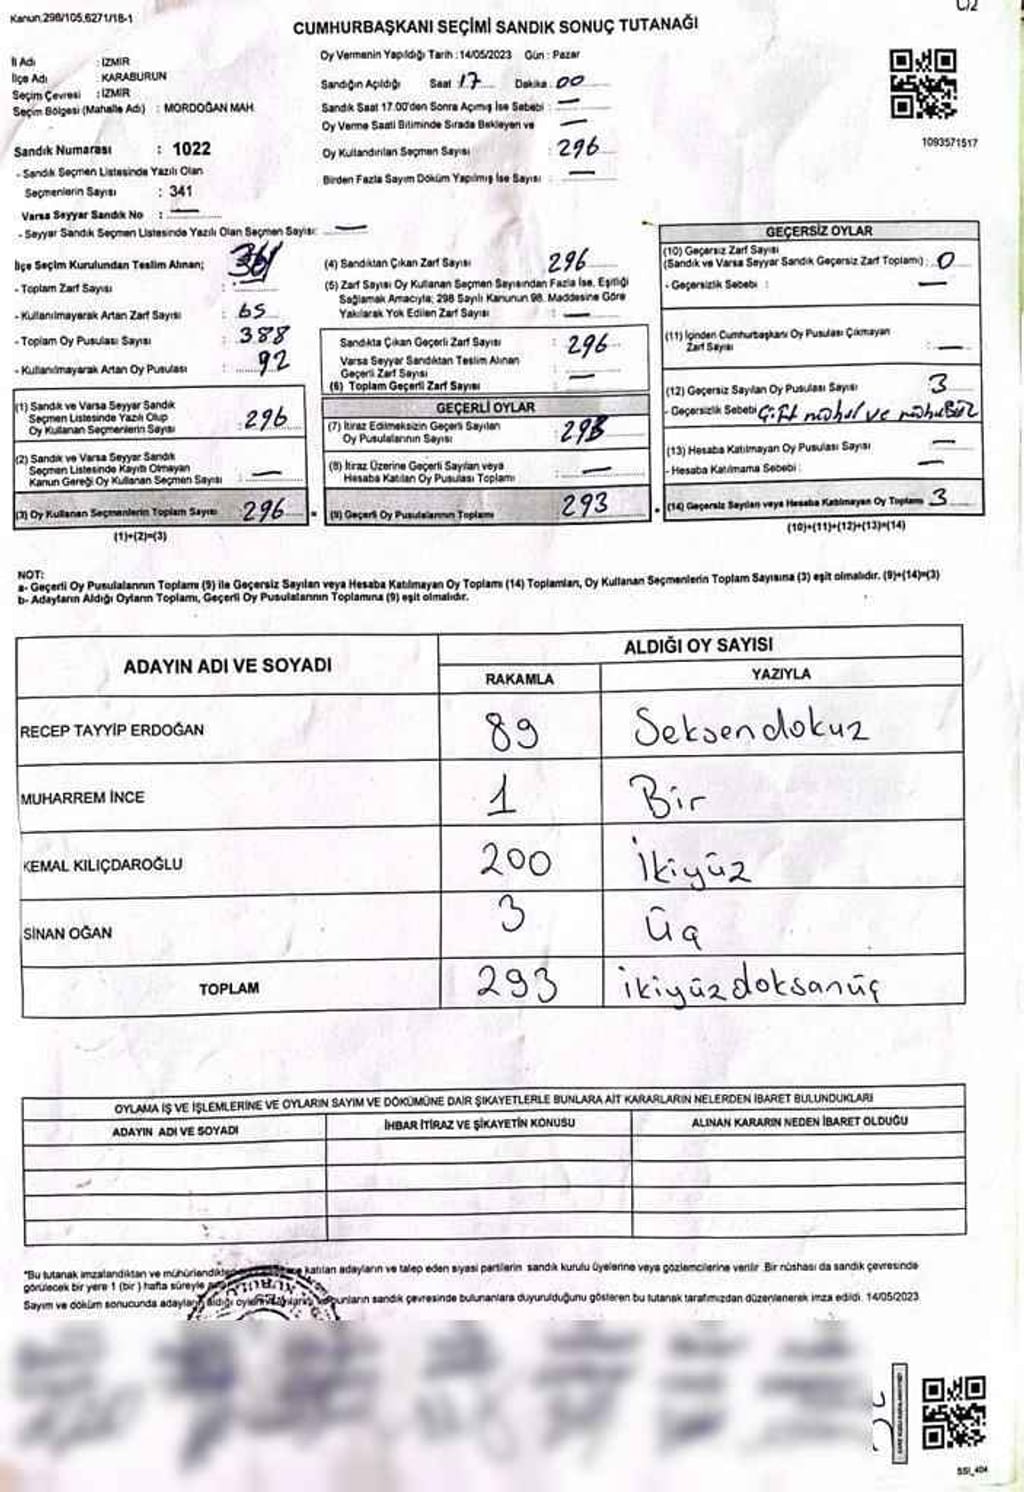 Kanun.298/105,6271/18-1
CUMHURBAŞKANI SEÇİMİ SANDIK SONUÇ TUTANAĞI
İl Adı : İZMİR
İlçe Adı : KARABURUN
Seçim Çevresi : İZMİR
Seçim Bölgesi (Mahalle Adı) : MORDOĞAN MAH.
Sandık Numarası : 1022
- Sandık Seçmen Listesinde Yazılı Olan
Seçmenlerin Sayısı : 341
Varsa Seyyar Sandık No : —
- Seyyar Sandık Seçmen Listesinde Yazılı Olan Seçmen Sayısı: —
Oy Vermenin Yapıldığı Tarih : 14/05/2023 Gün : Pazar
Sandığın Açıldığı Saat 17 Dakika 00
Sandık Saat 17.00'den Sonra Açımış İse Sebebi : —
Oy Verme Saati Bitiminde Sırada Bekleyen ve —
Oy Kullandırılan Seçmen Sayısı : 296
Birden Fazla Sayım Döküm Yapılmış İse Sayısı : —
1093571517
İlçe Seçim Kurulundan Teslim Alınan;
- Toplam Zarf Sayısı : 361
- Kullanılmayarak Artan Zarf Sayısı : 65
- Toplam Oy Pusulası Sayısı : 388
- Kullanılmayarak Artan Oy Pusulası : 92
(1) Sandık ve Varsa Seyyar Sandık
Seçmen Listesinde Yazılı Olup
Oy Kullanan Seçmenlerin Sayısı : 296
(2) Sandık ve Varsa Seyyar Sandık
Seçmen Listesinde Kayıtlı Olmayan
Kanun Gereği Oy Kullanan Seçmen Sayısı : —
(3) Oy Kullanan Seçmenlerin Toplam Sayısı 296
(1)+(2)=(3)
(4) Sandıktan Çıkan Zarf Sayısı 296
(5) Zarf Sayısı Oy Kullanan Seçmen Sayısından Fazla İse, Eşitliği
Sağlamak Amacıyla; 298 Sayılı Kanunun 98. Maddesine Göre
Yakılarak Yok Edilen Zarf Sayısı : —
Sandıkta Çıkan Geçerli Zarf Sayısı : 296
Varsa Seyyar Sandıktan Teslim Alınan
Geçerli Zarf Sayısı : —
(6) Toplam Geçerli Zarf Sayısı
GEÇERLİ OYLAR
(7) İtiraz Edilmeksizin Geçerli Sayılan
Oy Pusulalarının Sayısı : 293
(8) İtiraz Üzerine Geçerli Sayılan veya
Hesaba Katılan Oy Pusulası Toplamı : —
(9) Geçerli Oy Pusulalarının Toplamı 293
GEÇERSİZ OYLAR
(10) Geçersiz Zarf Sayısı
(Sandık ve Varsa Seyyar Sandık Geçersiz Zarf Toplamı) : 0
- Geçersizlik Sebebi : —
(11) İçinden Cumhurbaşkanı Oy Pusulası Çıkmayan
Zarf Sayısı : —
(12) Geçersiz Sayılan Oy Pusulası Sayısı 3
- Geçersizlik Sebebi Çift mühür ve mühürsüz
(13) Hesaba Katılmayan Oy Pusulası Sayısı —
- Hesaba Katılmama Sebebi : —
(14) Geçersiz Sayılan veya Hesaba Katılmayan Oy Toplamı 3
(10)+(11)+(12)+(13)=(14)
NOT:
a- Geçerli Oy Pusulalarının Toplamı (9) ile Geçersiz Sayılan veya Hesaba Katılmayan Oy Toplamı (14) Toplamları, Oy Kullanan Seçmenlerin Toplam Sayısına (3) eşit olmalıdır. (9)+(14)=(3)
b- Adayların Aldığı Oyların Toplamı, Geçerli Oy Pusulalarının Toplamına (9) eşit olmalıdır.
ADAYIN ADI VE SOYADI ALDIĞI OY SAYISI
RAKAMLA YAZIYLA
RECEP TAYYİP ERDOĞAN 89 Seksendokuz
MUHARREM İNCE 1 Bir
KEMAL KILIÇDAROĞLU 200 İkiyüz
SİNAN OĞAN 3 Üç
TOPLAM 293 ikiyüzdoksanüç
OYLAMA İŞ VE İŞLEMLERİNE VE OYLARIN SAYIM VE DÖKÜMÜNE DAİR ŞİKAYETLERLE BUNLARA AİT KARARLARIN NELERDEN İBARET BULUNDUKLARI
ADAYIN ADI VE SOYADI İHBAR İTİRAZ VE ŞİKAYETİN KONUSU ALINAN KARARIN NEDEN İBARET OLDUĞU
*Bu tutanak imzalandıktan ve mühürlendikten katılan adayların ve talep eden siyasi partilerin sandık kurulu üyelerine veya gözlemcilerine verilir. Bir nüshası da sandık çevresinde
görülecek bir yere 1 (bir) hafta süreyle
Sayım ve döküm sonucunda adayların aldığı oyların bunların sandık çevresinde bulunanlara duyurulduğunu gösteren bu tutanak tarafımızdan düzenlenerek imza edildi. 14/05/2023
SSI_404